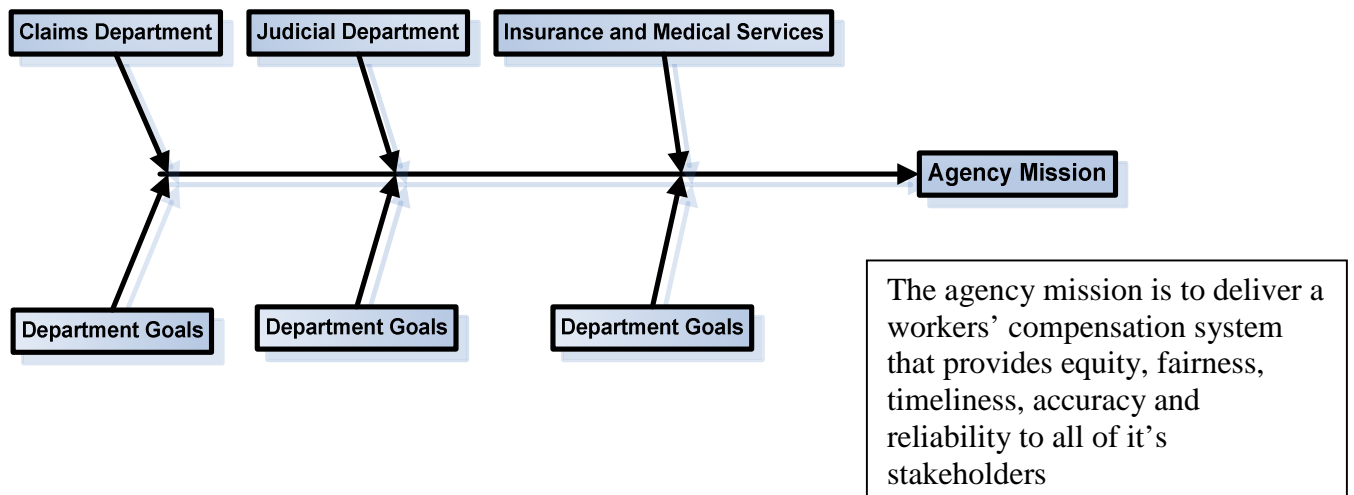 Claims Department
Judicial Department
Insurance and Medical Services
Agency Mission
Department Goals
Department Goals
Department Goals
The agency mission is to deliver a
workers’ compensation system
that provides equity, fairness,
timeliness, accuracy and
reliability to all of it’s
stakeholders